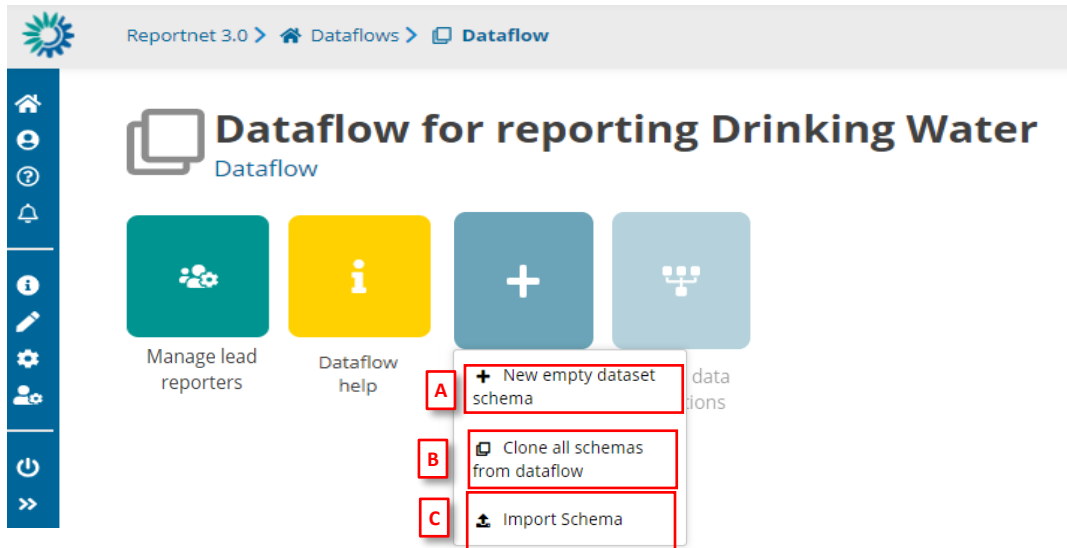 Reportnet 3.0 > Dataflows > Dataflow
Dataflow for reporting Drinking Water
Dataflow
Manage lead
reporters
Dataflow
help
A
+ New empty dataset
schema
data
tions
B
Clone all schemas
from dataflow
C
Import Schema